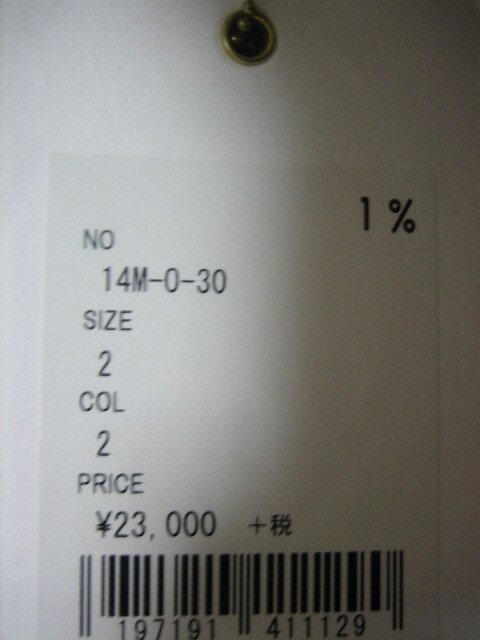 1%
NO
14M-0-30
SIZE
2
COL
2
PRICE
¥23,000 +税
197191 411129